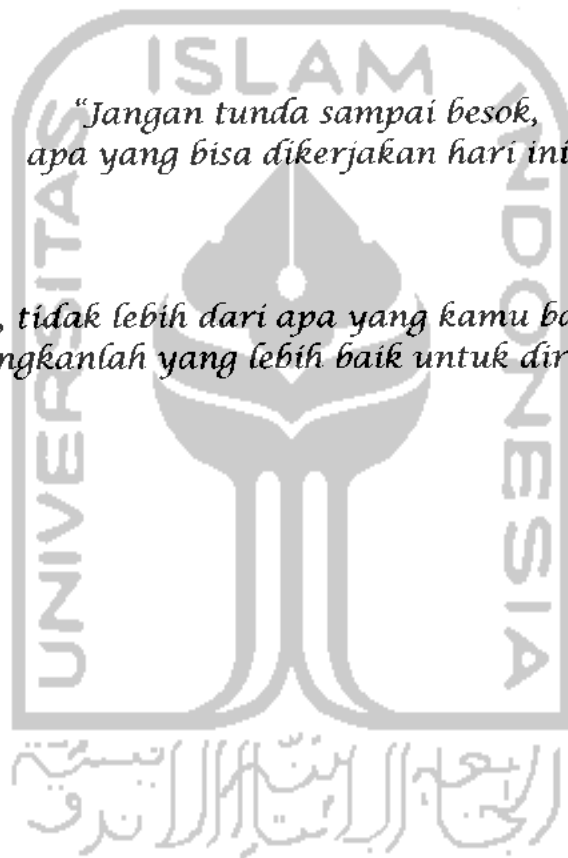 ISLAM
UNIVERSITAS
INDONESIA
“Jangan tunda sampai besok,
apa yang bisa dikerjakan hari ini
, tidak lebih dari apa yang kamu
lebih baik untuk